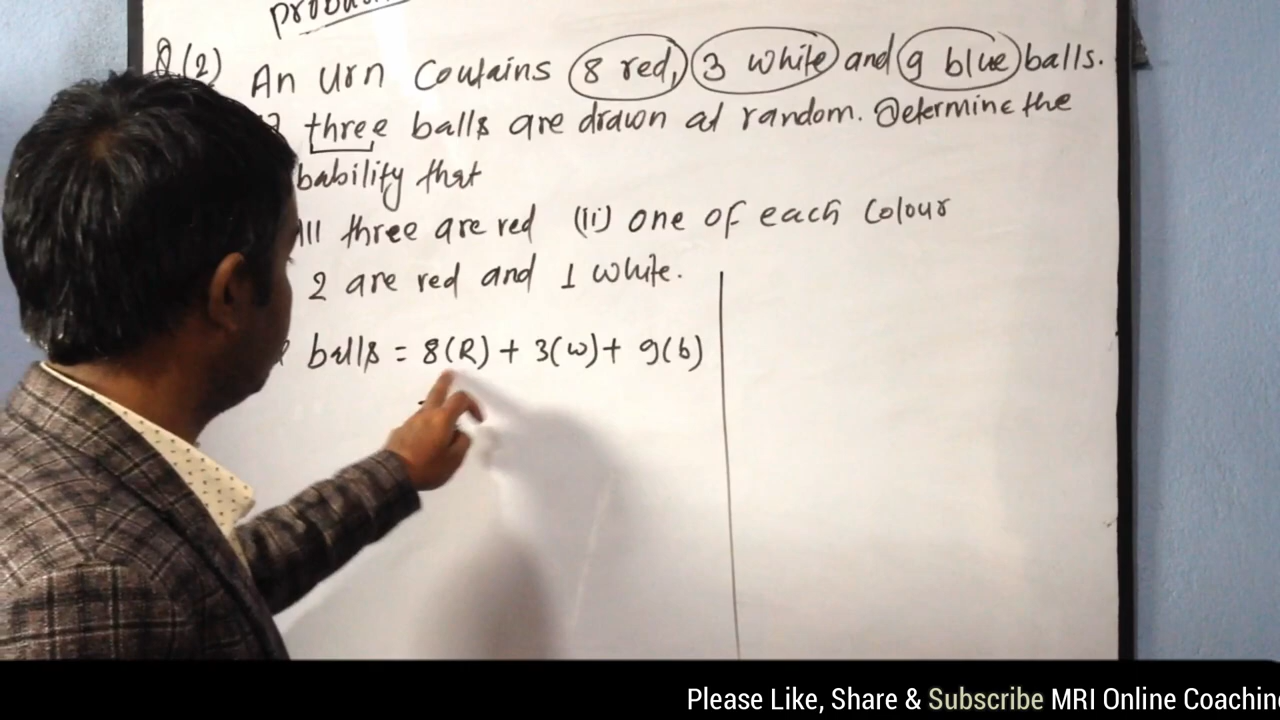 Q(2) An urn contains 8 red, 3 white and 9 blue balls.
three balls are drawn at random. Determine the
bability that
ll three are red (ii) one of each colour
2 are red and 1 white.
balls = 8(R) + 3(w) + 9(b)
Please Like, Share & Subscribe MRI Online Coachin